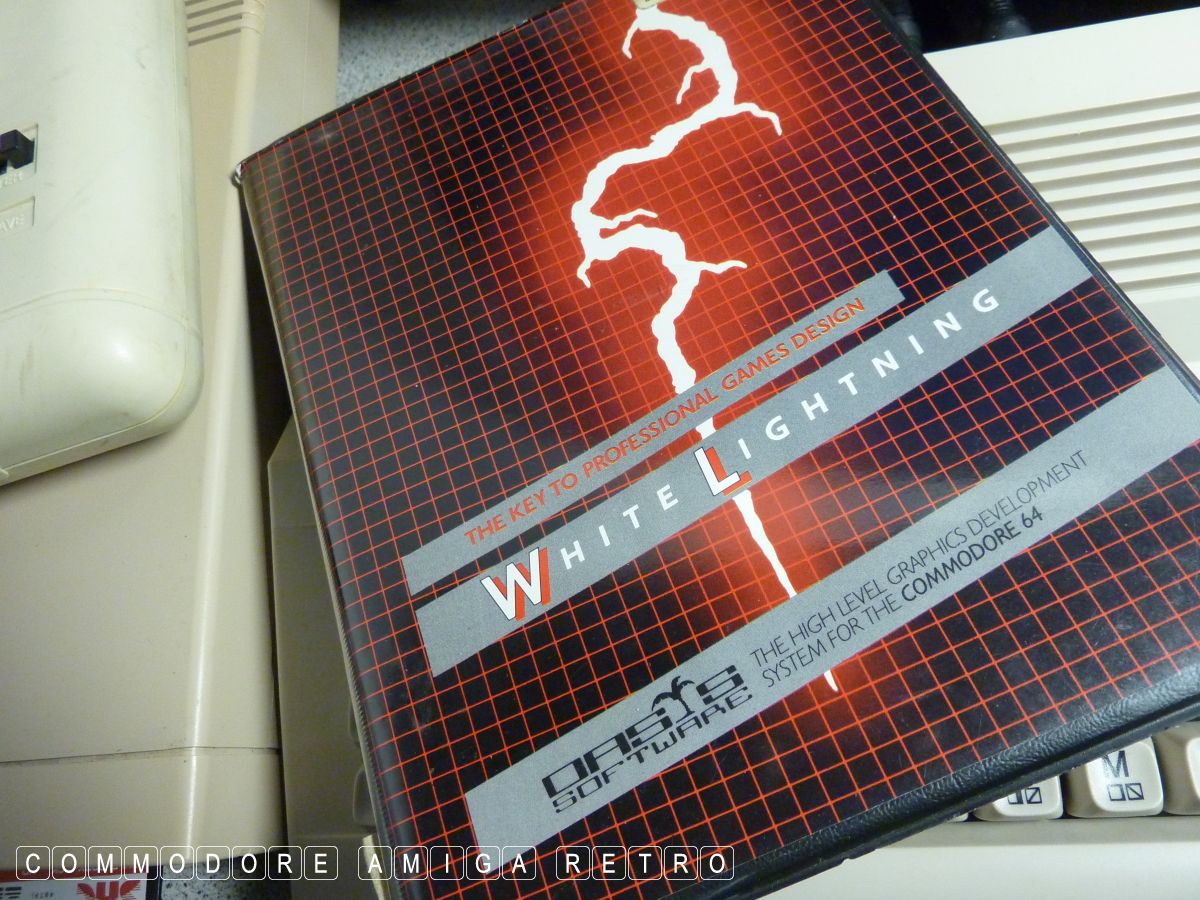 THE KEY TO PROFESSIONAL GAMES DESIGN
WHITE LIGHTNING
OASIS
SOFTWARE
THE HIGH LEVEL GRAPHICS DEVELOPMENT
SYSTEM FOR THE COMMODORE 64
M
COMMODORE AMIGA RETRO